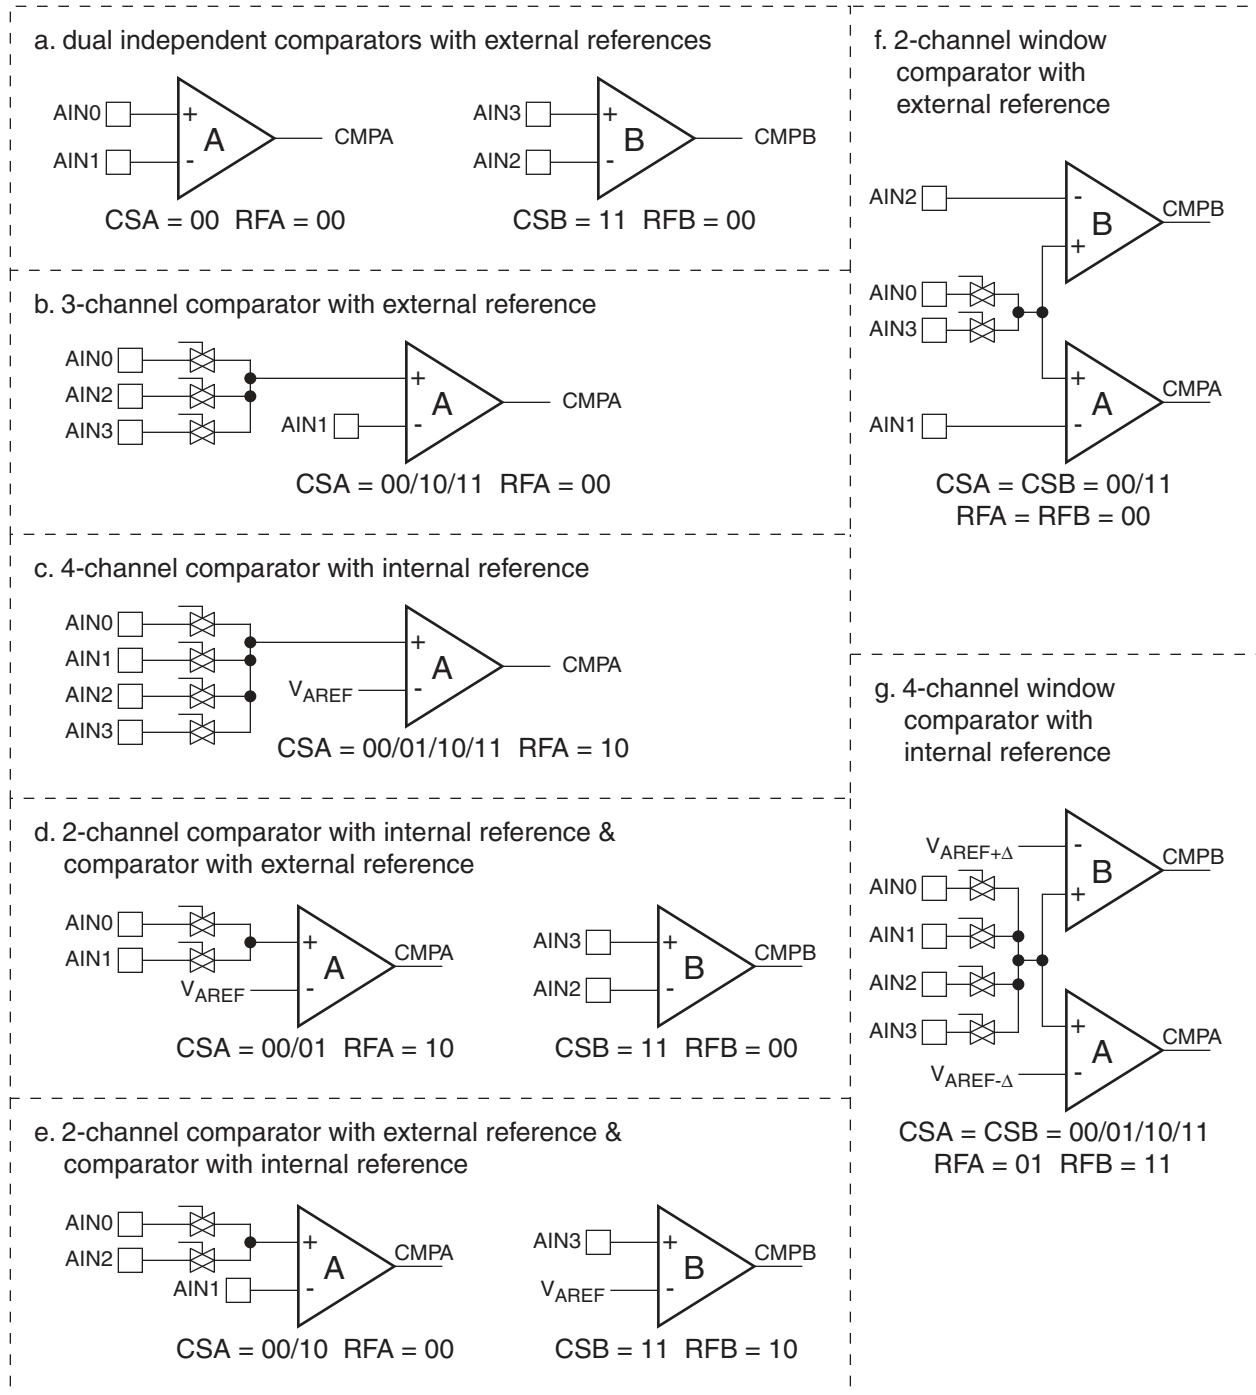 a. dual independent comparators with external references
AIN0
AIN1
+
-
A
CMPA
CSA = 00 RFA = 00
AIN3
AIN2
+
-
B
CMPB
CSB = 11 RFB = 00
b. 3-channel comparator with external reference
AIN0
AIN2
AIN3
AIN1
+
-
A
CMPA
CSA = 00/10/11 RFA = 00
c. 4-channel comparator with internal reference
AIN0
AIN1
AIN2
AIN3
VAREF
+
-
A
CMPA
CSA = 00/01/10/11 RFA = 10
d. 2-channel comparator with internal reference &
comparator with external reference
AIN0
AIN1
VAREF
+
-
A
CMPA
CSA = 00/01 RFA = 10
AIN3
AIN2
+
-
B
CMPB
CSB = 11 RFB = 00
e. 2-channel comparator with external reference &
comparator with internal reference
AIN0
AIN2
AIN1
+
-
A
CMPA
CSA = 00/10 RFA = 00
AIN3
VAREF
+
-
B
CMPB
CSB = 11 RFB = 10
f. 2-channel window
comparator with
external reference
AIN2
-
B
+
CMPB
AIN0
AIN3
+
A
-
CMPA
AIN1
CSA = CSB = 00/11
RFA = RFB = 00
g. 4-channel window
comparator with
internal reference
VAREF+Δ
-
B
+
CMPB
AIN0
AIN1
AIN2
AIN3
+
A
-
CMPA
VAREF-Δ
CSA = CSB = 00/01/10/11
RFA = 01 RFB = 11